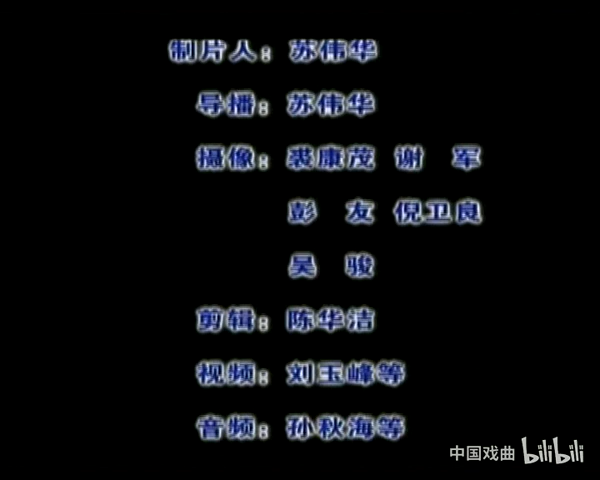 制片人：苏伟华
导播：苏伟华
摄像：裘康茂 谢 军
彭 友 倪卫良
吴 骏
剪辑：陈华洁
视频：刘玉峰等
音频：孙秋海等
中国戏曲 bilibili